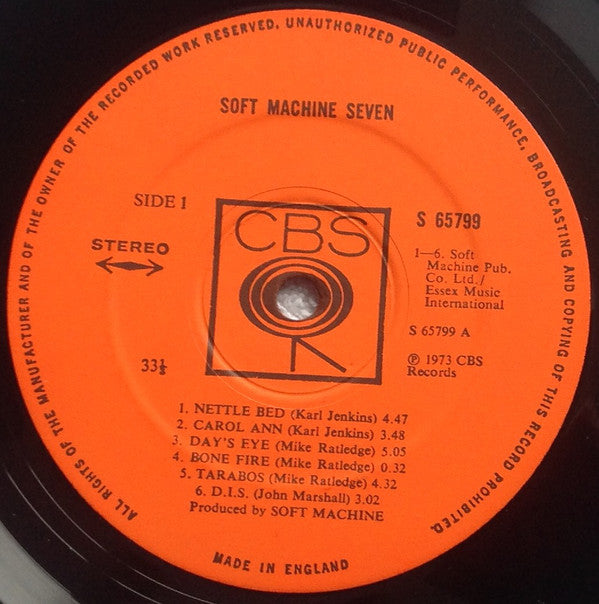 ALL RIGHTS OF THE MANUFACTURER AND OF THE OWNER OF THE RECORDED WORK RESERVED, UNAUTHORIZED PUBLIC PERFORMANCE, BROADCASTING AND COPYING OF THIS RECORD PROHIBITED.
SOFT MACHINE SEVEN
SIDE 1
STEREO
33⅓
CBS
S 65799
1—6. Soft
Machine Pub.
Co. Ltd./
Essex Music
International
S 65799 A
℗ 1973 CBS
Records
1. NETTLE BED (Karl Jenkins) 4.47
2. CAROL ANN (Karl Jenkins) 3.48
3. DAY'S EYE (Mike Ratledge) 5.05
4. BONE FIRE (Mike Ratledge) 0.32
5. TARABOS (Mike Ratledge) 4.32
6. D.I.S. (John Marshall) 3.02
Produced by SOFT MACHINE
MADE IN ENGLAND